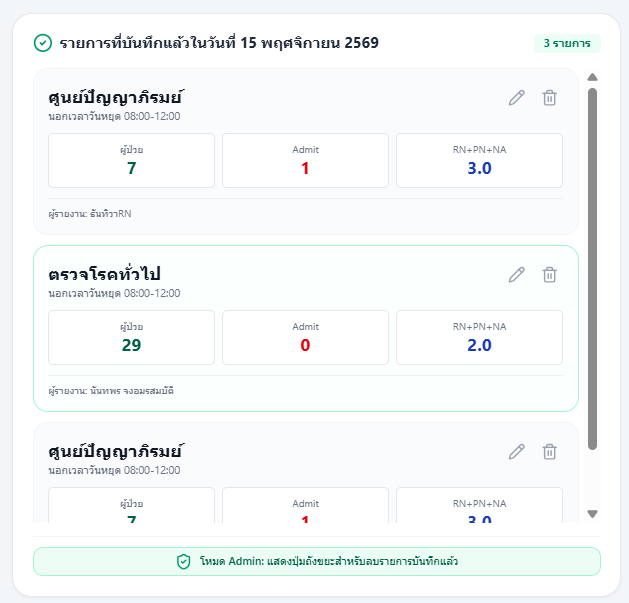 รายการที่บันทึกแล้วในวันที่ 15 พฤศจิกายน 2569
3 รายการ
ศูนย์ปัญญาภิรมย์
นอกเวลาวันหยุด 08:00-12:00
ผู้ป่วย
7
Admit
1
RN+PN+NA
3.0
ผู้รายงาน: ธันทิวาRN
ตรวจโรคทั่วไป
นอกเวลาวันหยุด 08:00-12:00
ผู้ป่วย
29
Admit
0
RN+PN+NA
2.0
ผู้รายงาน: นันทพร จงอมรสมบัติ
ศูนย์ปัญญาภิรมย์
นอกเวลาวันหยุด 08:00-12:00
ผู้ป่วย
7
Admit
1
RN+PN+NA
3.0
โหมด Admin: แสดงปุ่มถังขยะสำหรับลบรายการบันทึกแล้ว